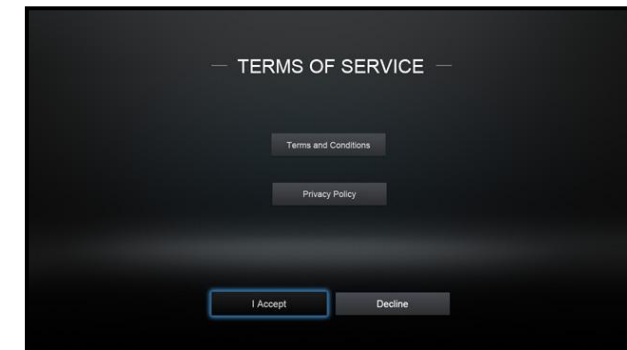 TERMS OF SERVICE
Terms and Conditions
Privacy Policy
I Accept Decline